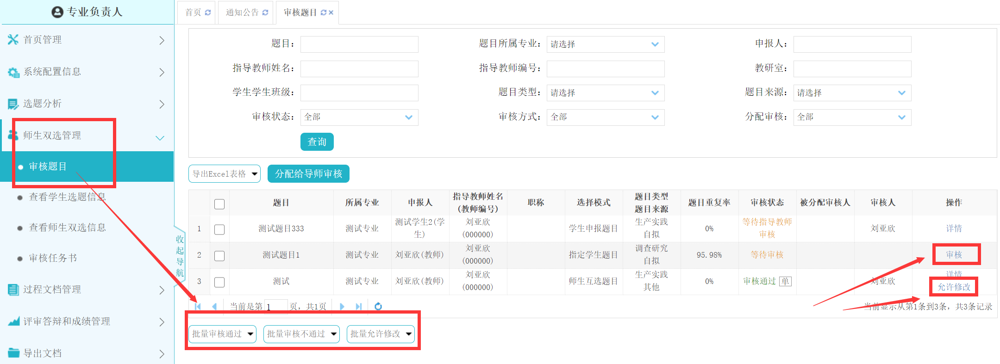 专业负责人
首页管理
系统配置信息
选题分析
师生双选管理
审核题目
查看学生选题信息
查看师生双选信息
审核任务书
过程文档管理
评审答辩和成绩管理
导出文档
收起导航
首页 通知公告 审核题目
题目： 题目所属专业： 请选择 申报人：
指导教师姓名： 指导教师编号： 教研室：
学生学生班级： 题目类型： 请选择 题目来源： 请选择
审核状态： 全部 审核方式： 全部 分配审核： 全部
查询
导出Excel表格 分配给导师审核
题目 所属专业 申报人 指导教师姓名(教师编号) 职称 选择模式 题目类型 题目来源 题目重复率 审核状态 被分配审核人 审核人 操作
1 测试题目333 测试专业 测试学生2(学生) 刘亚欣(000000) 学生申报题目 生产实践 自拟 0% 等待指导教师审核 刘亚欣 详情
2 测试题目1 测试专业 刘亚欣(教师) 刘亚欣(000000) 指定学生题目 调查研究 自拟 95.98% 等待审核 审核
3 测试 测试专业 刘亚欣(教师) 刘亚欣(000000) 师生互选题目 生产实践 其他 0% 审核通过 单 刘亚欣 详情 允许修改
当前是第 1 页，共1页 当前显示从第1条到3条，共3条记录
批量审核通过 批量审核不通过 批量允许修改